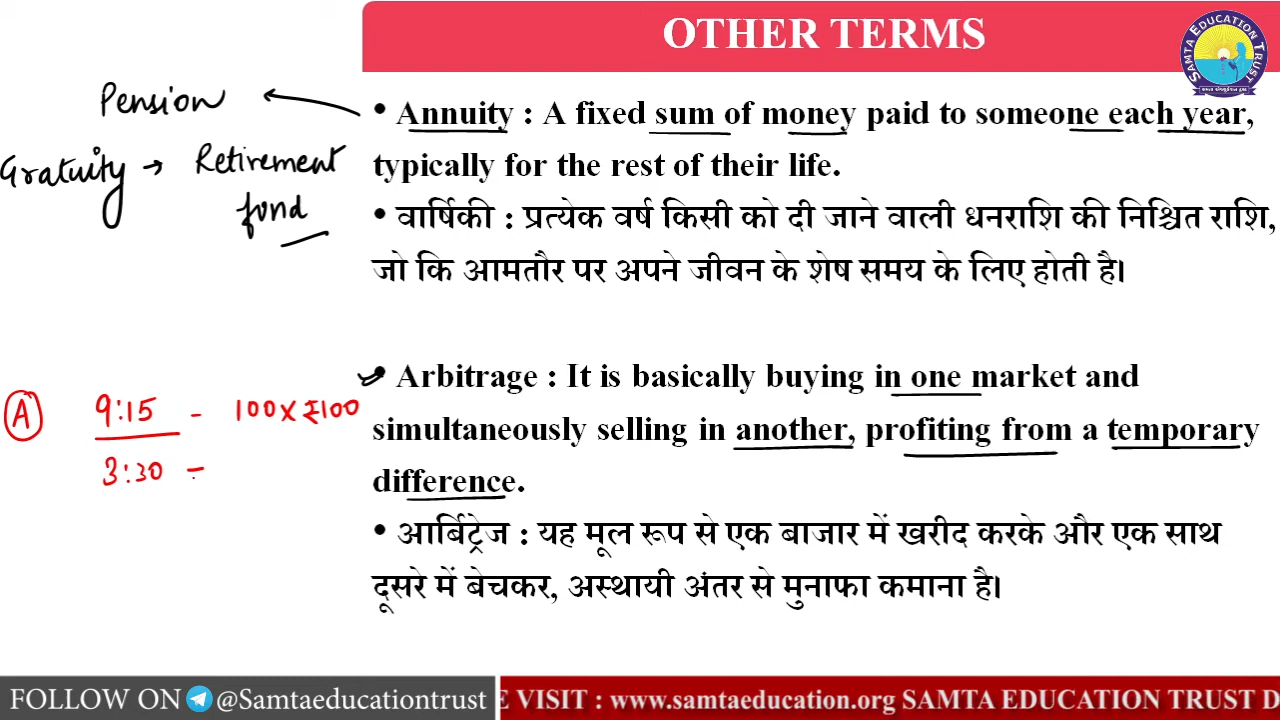 OTHER TERMS
SAMTA EDUCATION TRUST
Pension
• Annuity : A fixed sum of money paid to someone each year,
typically for the rest of their life.
Gratuity → Retirement
fond
• वार्षिकी : प्रत्येक वर्ष किसी को दी जाने वाली धनराशि की निश्चित राशि,
जो कि आमतौर पर अपने जीवन के शेष समय के लिए होती है।
• Arbitrage : It is basically buying in one market and
simultaneously selling in another, profiting from a temporary
difference.
A 9:15 - 100 x ₹100
3:30 -
• आर्बिट्रेज : यह मूल रूप से एक बाजार में खरीद करके और एक साथ
दूसरे में बेचकर, अस्थायी अंतर से मुनाफा कमाना है।
FOLLOW ON @Samtaeducationtrust
E VISIT : www.samtaeducation.org SAMTA EDUCATION TRUST D